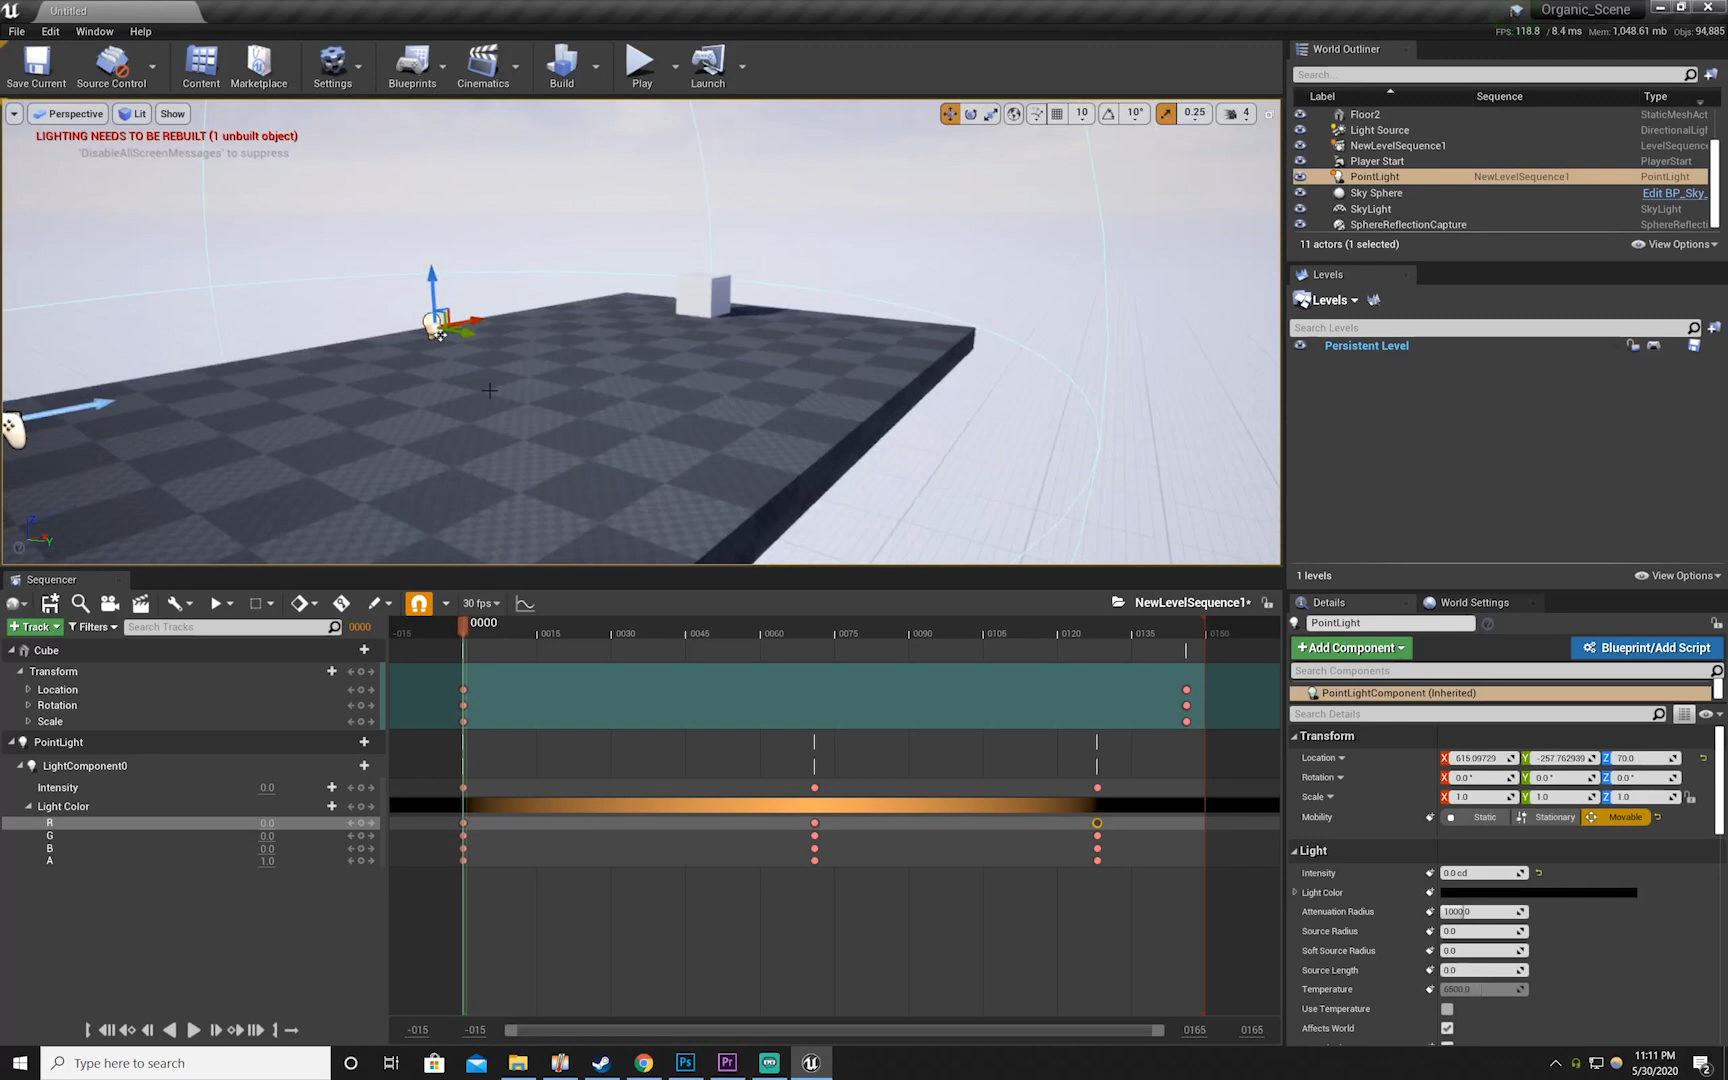 Untitled
Organic_Scene
File Edit Window Help
FPS: 118.8 / 8.4 ms Mem: 1,048.61 mb Objs: 94,885
Save Current Source Control Content Marketplace Settings Blueprints Cinematics Build Play Launch
Perspective Lit Show
10 10° 0.25 4
LIGHTING NEEDS TO BE REBUILT (1 unbuilt object)
'DisableAllScreenMessages' to suppress
Z
Y
World Outliner
Search...
Label Sequence Type
Floor2 StaticMeshAct
Light Source DirectionalLigh
NewLevelSequence1 LevelSequence
Player Start PlayerStart
PointLight NewLevelSequence1 PointLight
Sky Sphere Edit BP_Sky_
SkyLight SkyLight
SphereReflectionCapture SphereReflecti
11 actors (1 selected) View Options
Levels
Levels
Search Levels
Persistent Level
1 levels View Options
Sequencer
30 fps NewLevelSequence1*
+Track Filters Search Tracks 0000
0000
-015 0015 0030 0045 0060 0075 0090 0105 0120 0135 0150
Cube
Transform
Location
Rotation
Scale
PointLight
LightComponent0
Intensity 0.0
Light Color
R 0.0
G 0.0
B 0.0
A 1.0
-015 -015 0165 0165
Details World Settings
PointLight
+Add Component Blueprint/Add Script
Search Components
PointLightComponent (Inherited)
Search Details
Transform
Location X 615.09729 Y -257.762939 Z 70.0
Rotation X 0.0° Y 0.0° Z 0.0°
Scale X 1.0 Y 1.0 Z 1.0
Mobility Static Stationary Movable
Light
Intensity 0.0 cd
Light Color
Attenuation Radius 1000.0
Source Radius 0.0
Soft Source Radius 0.0
Source Length 0.0
Temperature 6500.0
Use Temperature
Affects World
Type here to search
Ps Pr
11:11 PM
5/30/2020
2